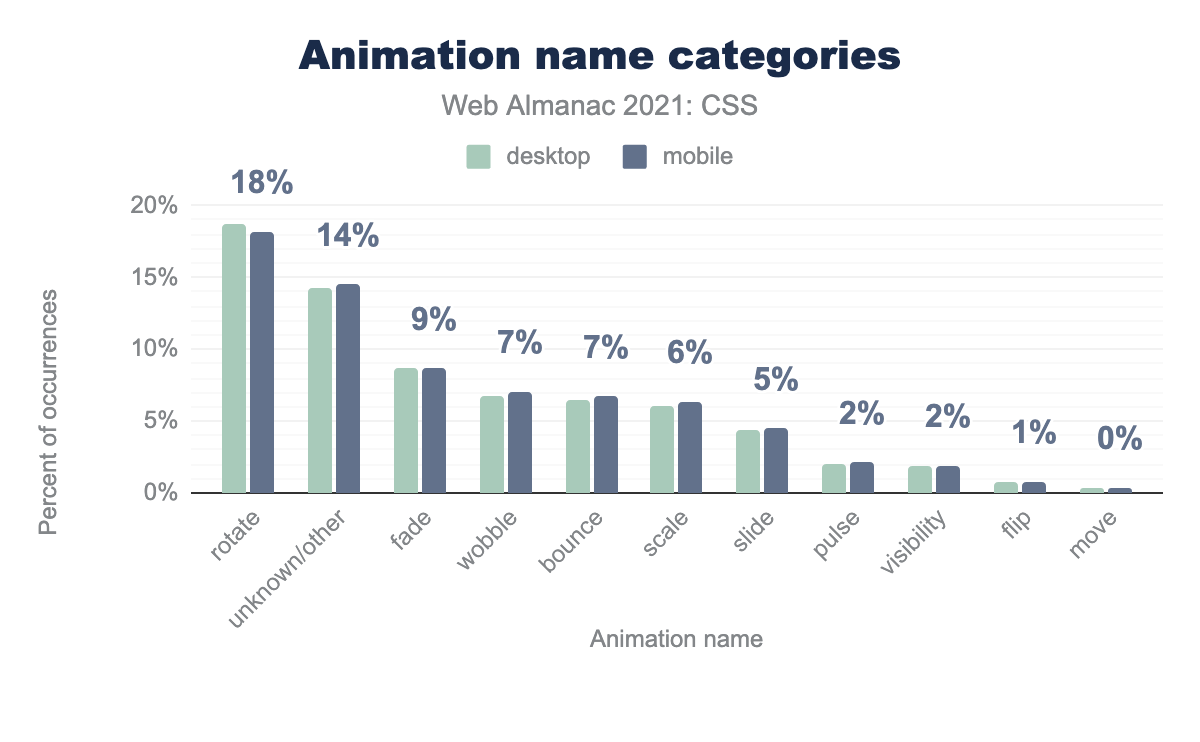 Animation name categories
Web Almanac 2021: CSS
desktop
mobile
18%
14%
9%
7%
7%
6%
5%
2%
2%
1%
0%
20%
15%
10%
5%
0%
Percent of occurrences
rotate
unknown/other
fade
wobble
bounce
scale
slide
pulse
visibility
flip
move
Animation name